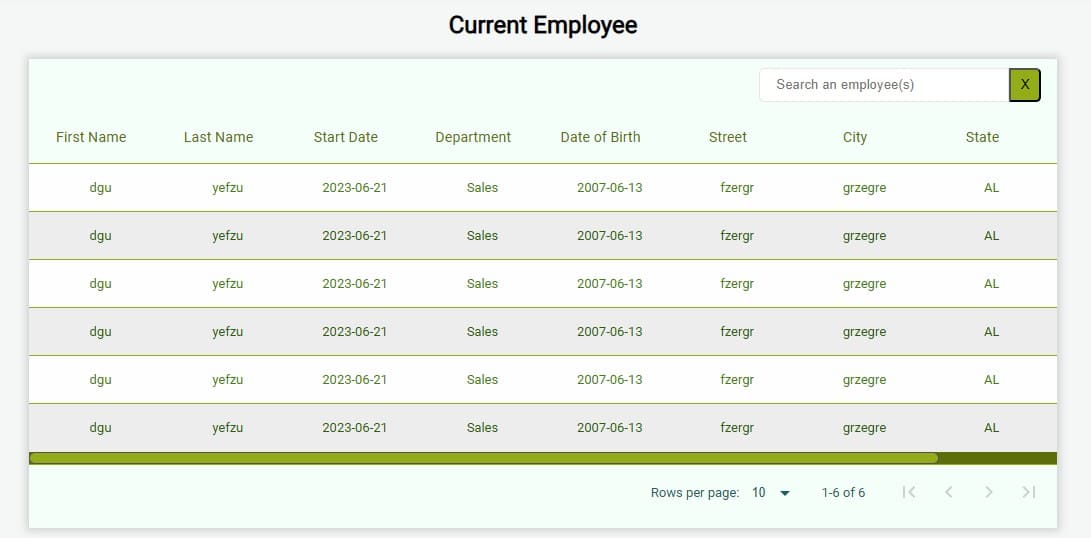 Current Employee
Search an employee(s) X
First Name Last Name Start Date Department Date of Birth Street City State
dgu yefzu 2023-06-21 Sales 2007-06-13 fzergr grzegre AL
dgu yefzu 2023-06-21 Sales 2007-06-13 fzergr grzegre AL
dgu yefzu 2023-06-21 Sales 2007-06-13 fzergr grzegre AL
dgu yefzu 2023-06-21 Sales 2007-06-13 fzergr grzegre AL
dgu yefzu 2023-06-21 Sales 2007-06-13 fzergr grzegre AL
dgu yefzu 2023-06-21 Sales 2007-06-13 fzergr grzegre AL
Rows per page: 10 1-6 of 6